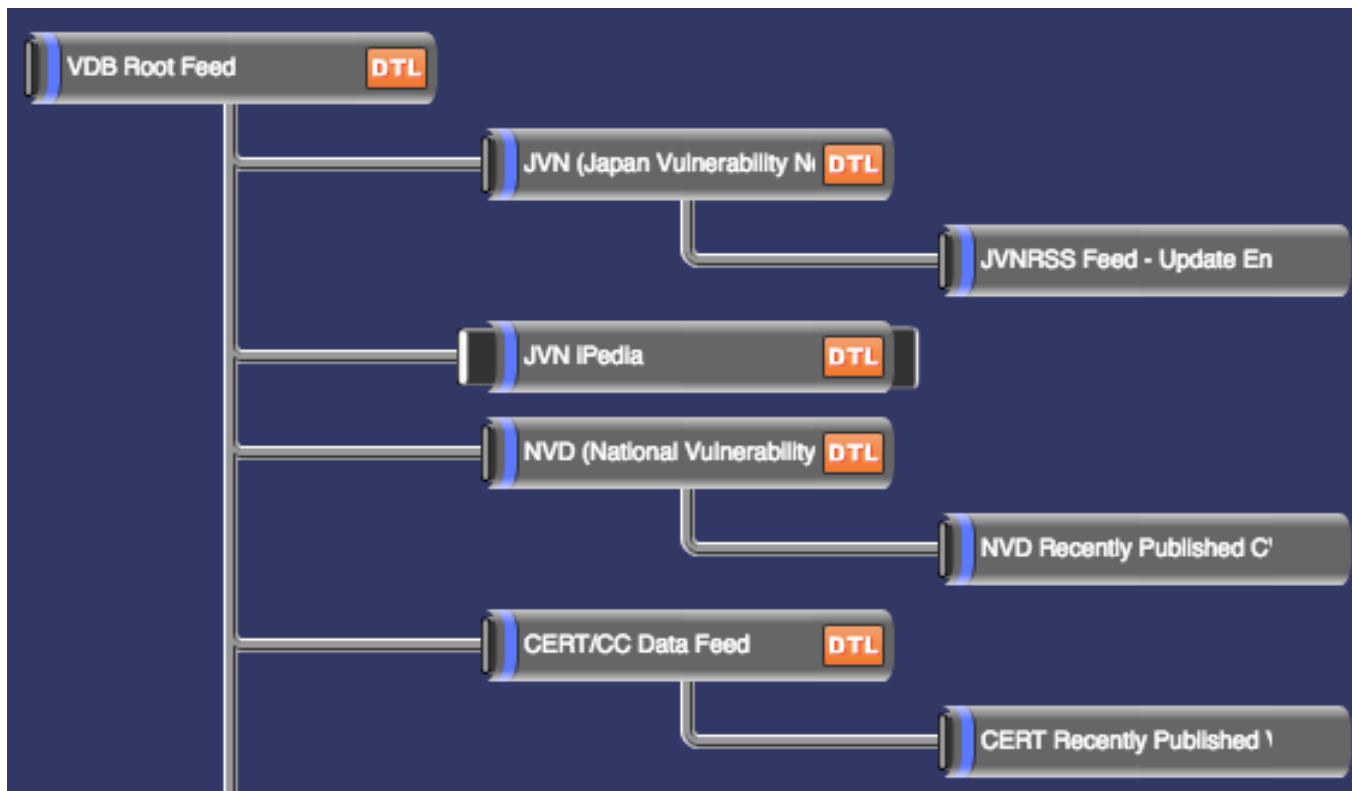 VDB Root Feed DTL
JVN (Japan Vulnerability DTL
JVNRSS Feed - Update En
JVN iPedia DTL
NVD (National Vulnerability DTL
NVD Recently Published
CERT/CC Data Feed DTL
CERT Recently Published